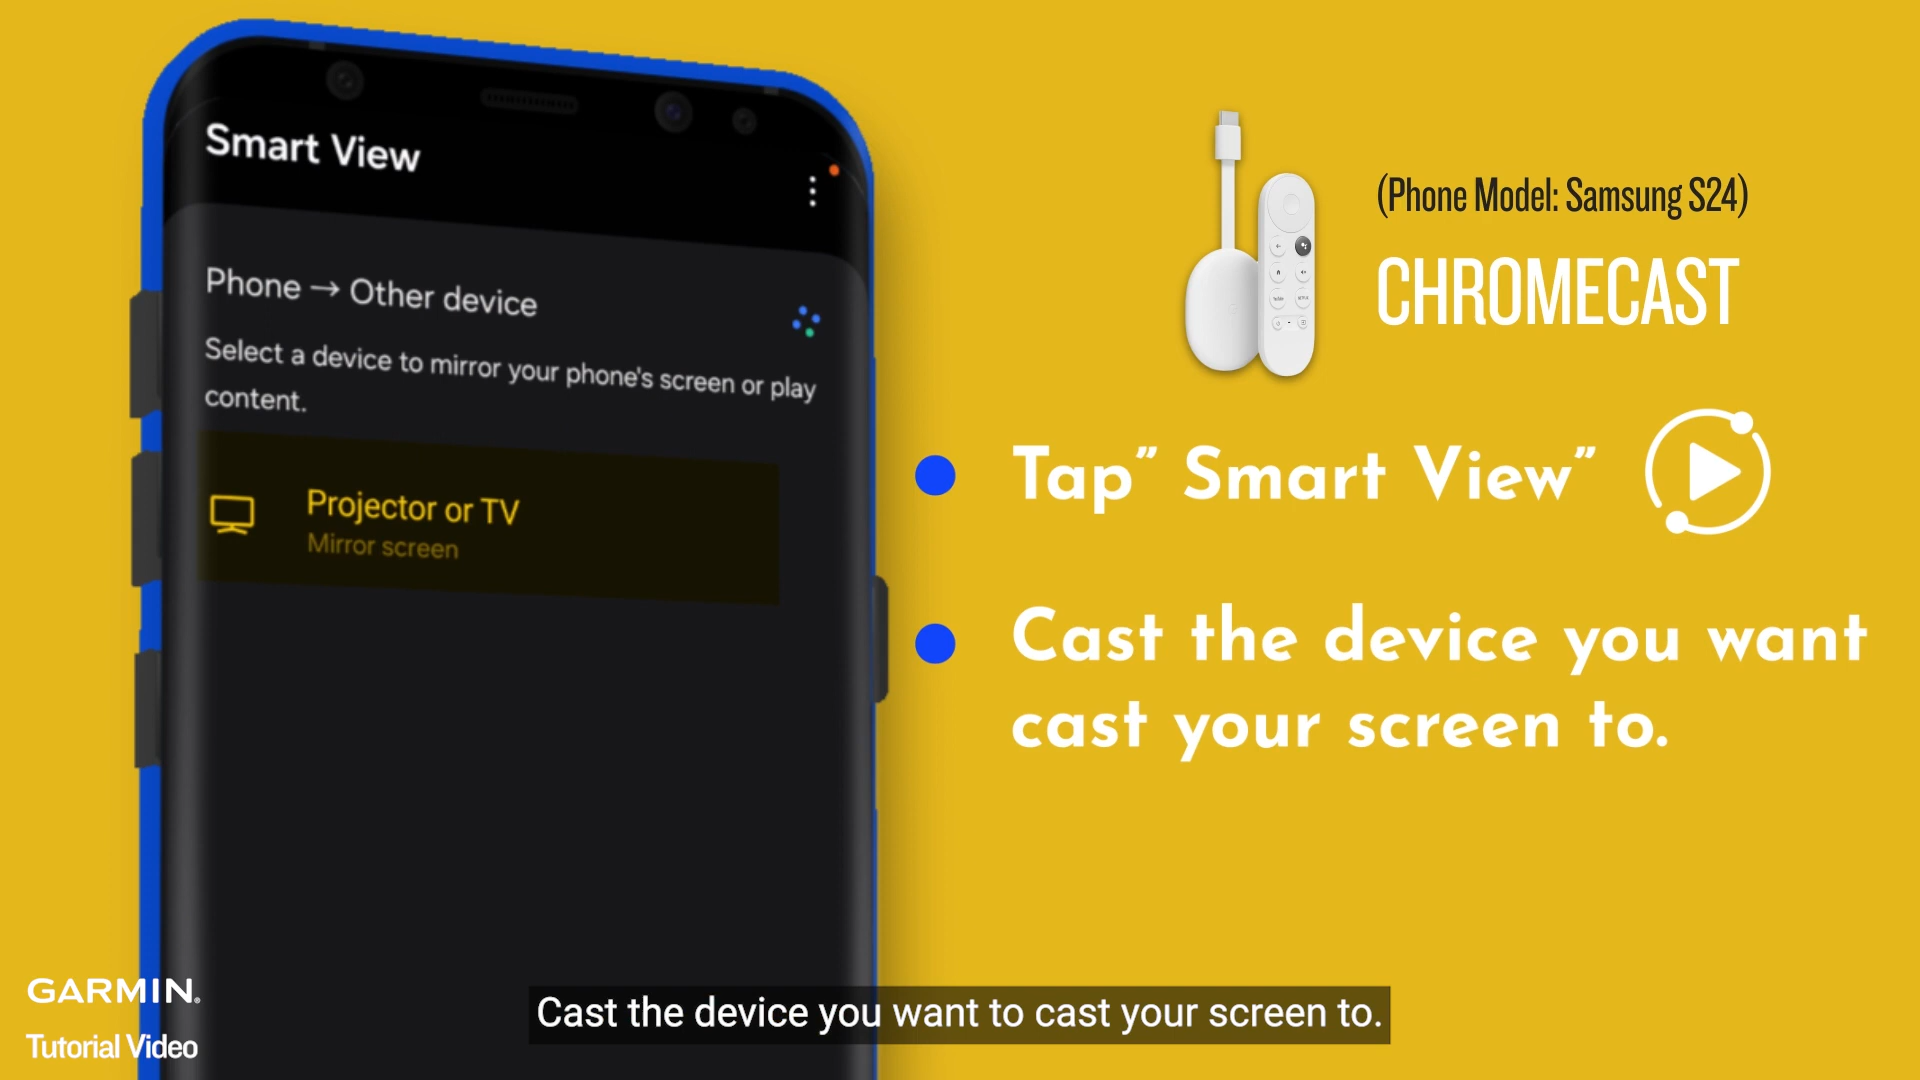 Smart View
Phone → Other device
Select a device to mirror your phone's screen or play
content.
Projector or TV
Mirror screen
(Phone Model: Samsung S24)
CHROMECAST
Tap” Smart View”
Cast the device you want
cast your screen to.
Cast the device you want to cast your screen to.
GARMIN.
Tutorial Video